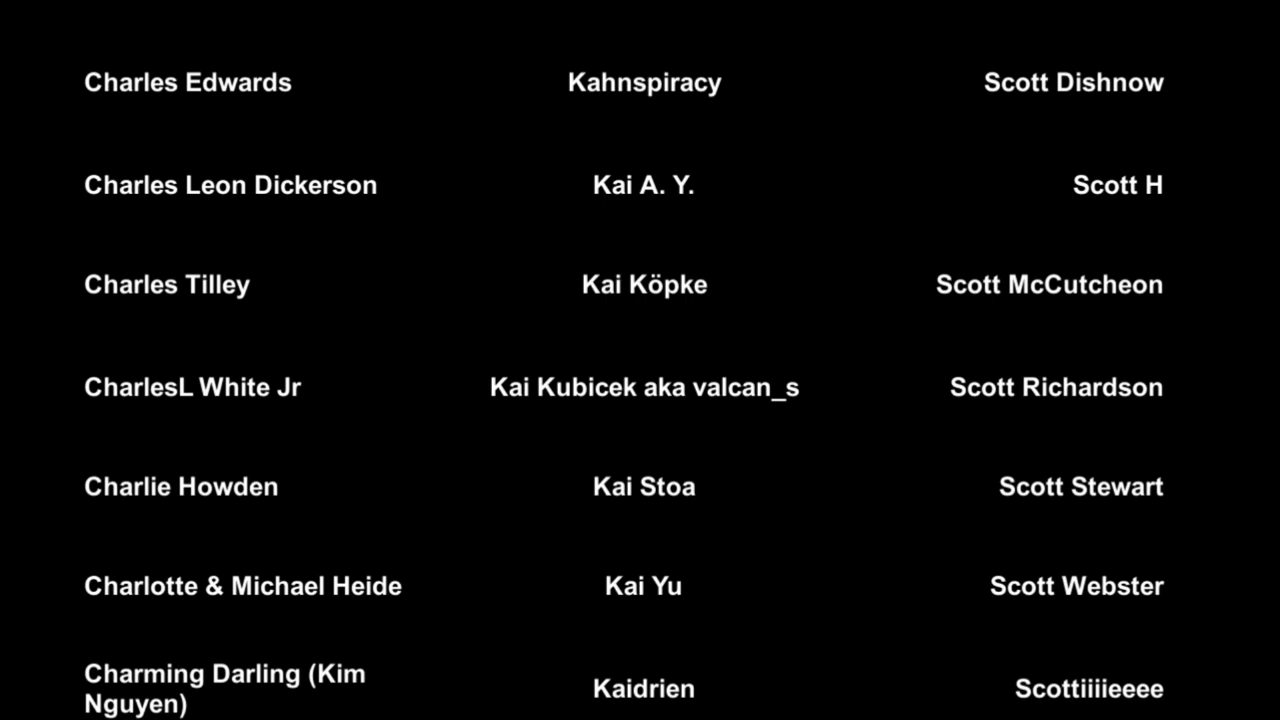 Charles Edwards
Kahnspiracy
Scott Dishnow
Charles Leon Dickerson
Kai A. Y.
Scott H
Charles Tilley
Kai Köpke
Scott McCutcheon
CharlesL White Jr
Kai Kubicek aka valcan_s
Scott Richardson
Charlie Howden
Kai Stoa
Scott Stewart
Charlotte & Michael Heide
Kai Yu
Scott Webster
Charming Darling (Kim
Nguyen)
Kaidrien
Scottiiiieeee